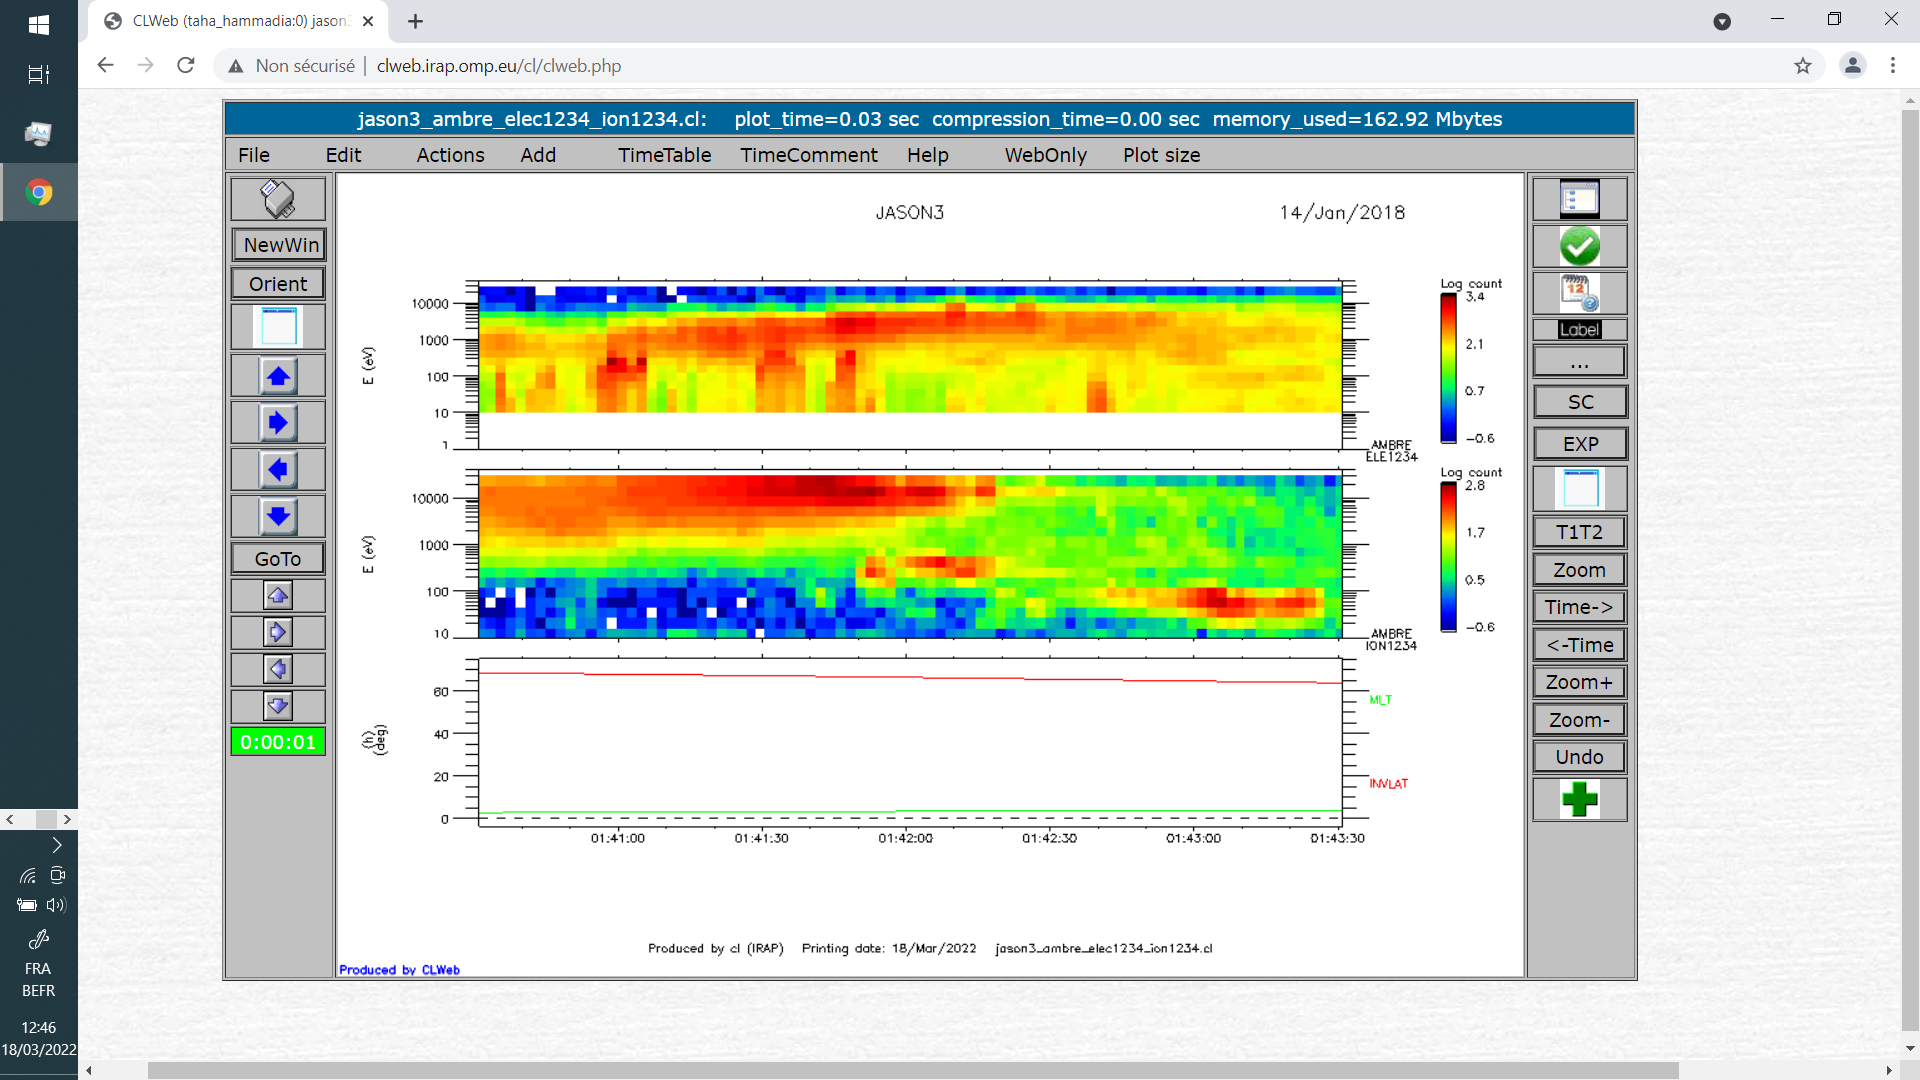 CLWeb (taha_hammadia:0) jason3
Non sécurisé | clweb.irap.omp.eu/cl/clweb.php
jason3_ambre_elec1234_ion1234.cl: plot_time=0.03 sec compression_time=0.00 sec memory_used=162.92 Mbytes
File Edit Actions Add TimeTable TimeComment Help WebOnly Plot size
NewWin
Orient
GoTo
0:00:01
JASON3 14/Jan/2018
Log count
3.4
2.1
0.7
-0.6
10000
1000
100
10
1
E (eV)
AMBRE
ELE1234
Log count
2.8
1.7
0.5
-0.6
10000
1000
100
10
E (eV)
AMBRE
ION1234
60
40
20
0
(h)
(deg)
MLT
INVLAT
01:41:00 01:41:30 01:42:00 01:42:30 01:43:00 01:43:30
Produced by cl (IRAP) Printing date: 18/Mar/2022 jason3_ambre_elec1234_ion1234.cl
Produced by CLWeb
12
Label
...
SC
EXP
T1T2
Zoom
Time->
<-Time
Zoom+
Zoom-
Undo
FRA
BEFR
12:46
18/03/2022